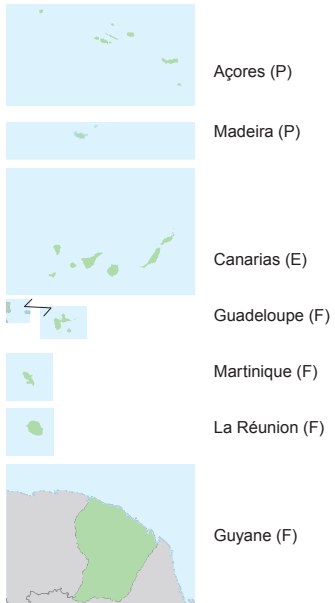 Açores (P)
Madeira (P)
Canarias (E)
Guadeloupe (F)
Martinique (F)
La Réunion (F)
Guyane (F)